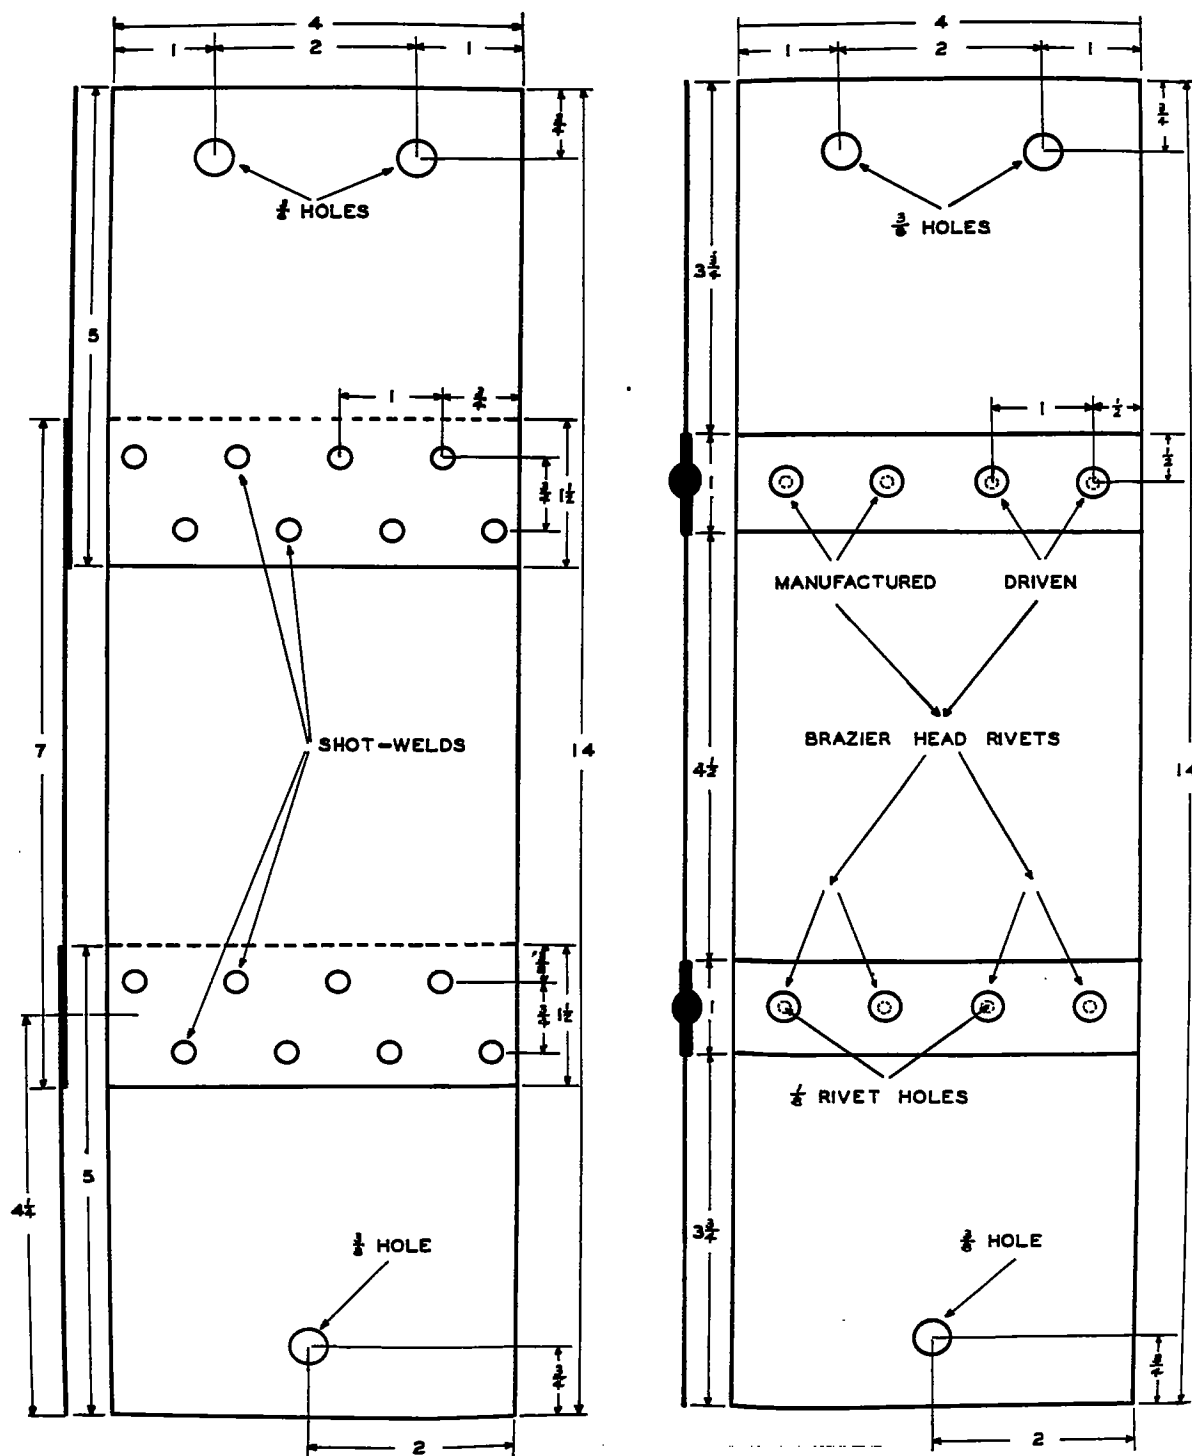 4
1 2 1
3/4
3/8 HOLES
5
1 3/4
3/4 1 1/2
7
SHOT-WELDS
14
3/4 1 1/2
5
4 1/4
3/8 HOLE
3/4
2
4
1 2 1
3/4
3/8 HOLES
3 3/4
1 1/2
1 1/2
MANUFACTURED DRIVEN
BRAZIER HEAD RIVETS
4 1/2
14
1
1/8 RIVET HOLES
3 3/4
3/8 HOLE
3/4
2